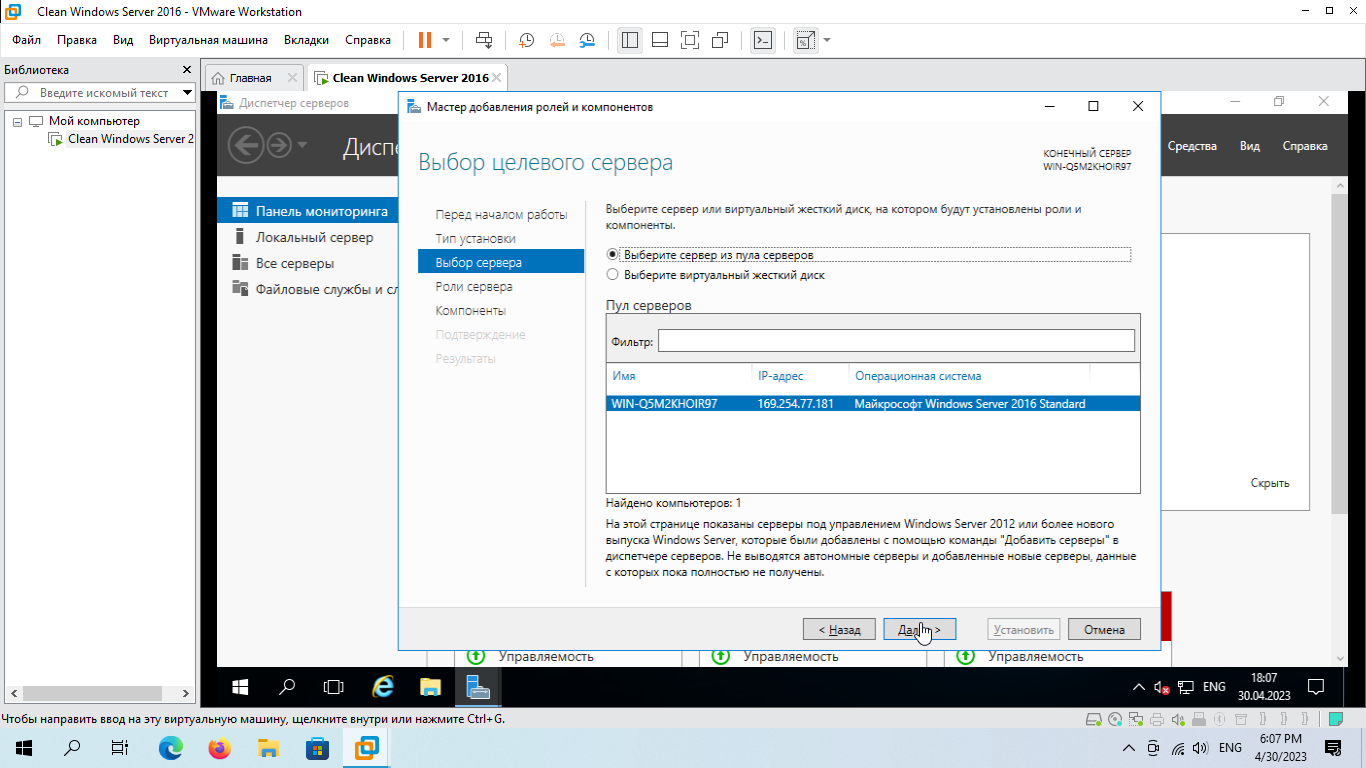 Clean Windows Server 2016 - VMware Workstation
Файл Правка Вид Виртуальная машина Вкладки Справка
Библиотека
Введите искомый текст
Мой компьютер
Clean Windows Server 2
Главная
Clean Windows Server 2016
Диспетчер серверов
Средства Вид Справка
Панель мониторинга
Локальный сервер
Все серверы
Мастер добавления ролей и компонентов
Выбор целевого сервера
КОНЕЧНЫЙ СЕРВЕР
WIN-Q5M2KHOIR97
Перед началом работы
Тип установки
Выбор сервера
Роли сервера
Компоненты
Подтверждение
Результаты
Выберите сервер или виртуальный жесткий диск, на котором будут установлены роли и
компоненты.
Выберите сервер из пула серверов
Выберите виртуальный жесткий диск
Пул серверов
Фильтр:
Имя IP-адрес Операционная система
WIN-Q5M2KHOIR97 169.254.77.181 Майкрософт Windows Server 2016 Standard
Найдено компьютеров: 1
На этой странице показаны серверы под управлением Windows Server 2012 или более нового
выпуска Windows Server, которые были добавлены с помощью команды "Добавить серверы" в
диспетчере серверов. Не выводятся автономные серверы и добавленные новые серверы, данные
с которых пока полностью не получены.
< Назад
Установить
Отмена
Скрыть
Файловые службы и сл
Управляемость Управляемость Управляемость
ENG
18:07
30.04.2023
Чтобы направить ввод на эту виртуальную машину, щелкните внутри или нажмите Ctrl+G.
ENG
6:07 PM
4/30/2023